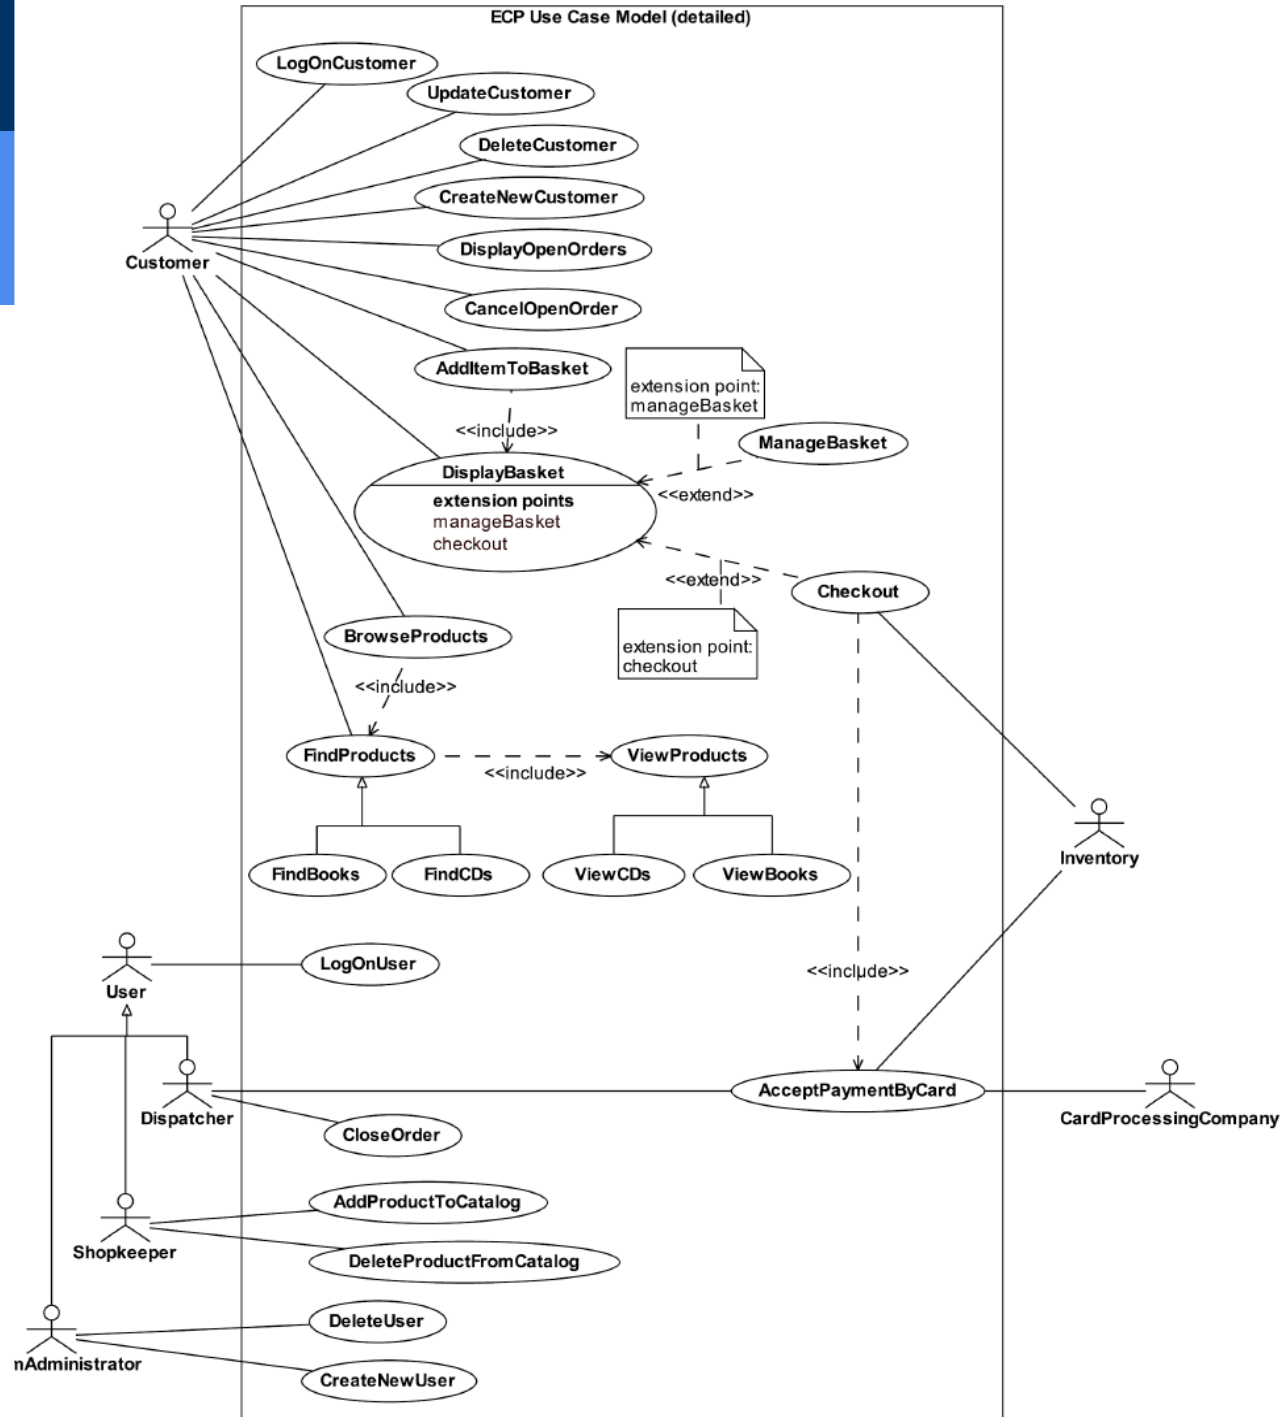 ECP Use Case Model (detailed)
LogOnCustomer
UpdateCustomer
DeleteCustomer
CreateNewCustomer
Customer
DisplayOpenOrders
CancelOpenOrder
AddItemToBasket
extension point:
manageBasket
<<include>>
ManageBasket
DisplayBasket
<<extend>>
extension points
manageBasket
checkout
<<extend>>
Checkout
BrowseProducts
extension point:
checkout
<<include>>
FindProducts
ViewProducts
<<include>>
Inventory
FindBooks
FindCDs
ViewCDs
ViewBooks
LogOnUser
<<include>>
User
AcceptPaymentByCard
Dispatcher
CardProcessingCompany
CloseOrder
AddProductToCatalog
Shopkeeper
DeleteProductFromCatalog
DeleteUser
nAdministrator
CreateNewUser